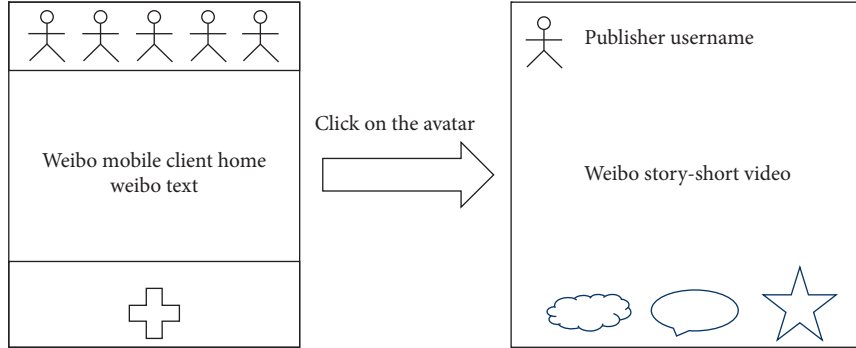 Publisher username
Click on the avatar
Weibo mobile client home
weibo text
Weibo story-short video